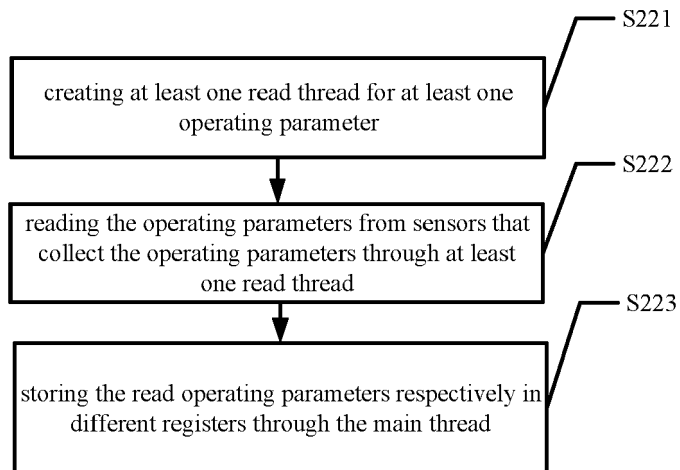 S221
creating at least one read thread for at least one
operating parameter
S222
reading the operating parameters from sensors that
collect the operating parameters through at least
one read thread
S223
storing the read operating parameters respectively in
different registers through the main thread